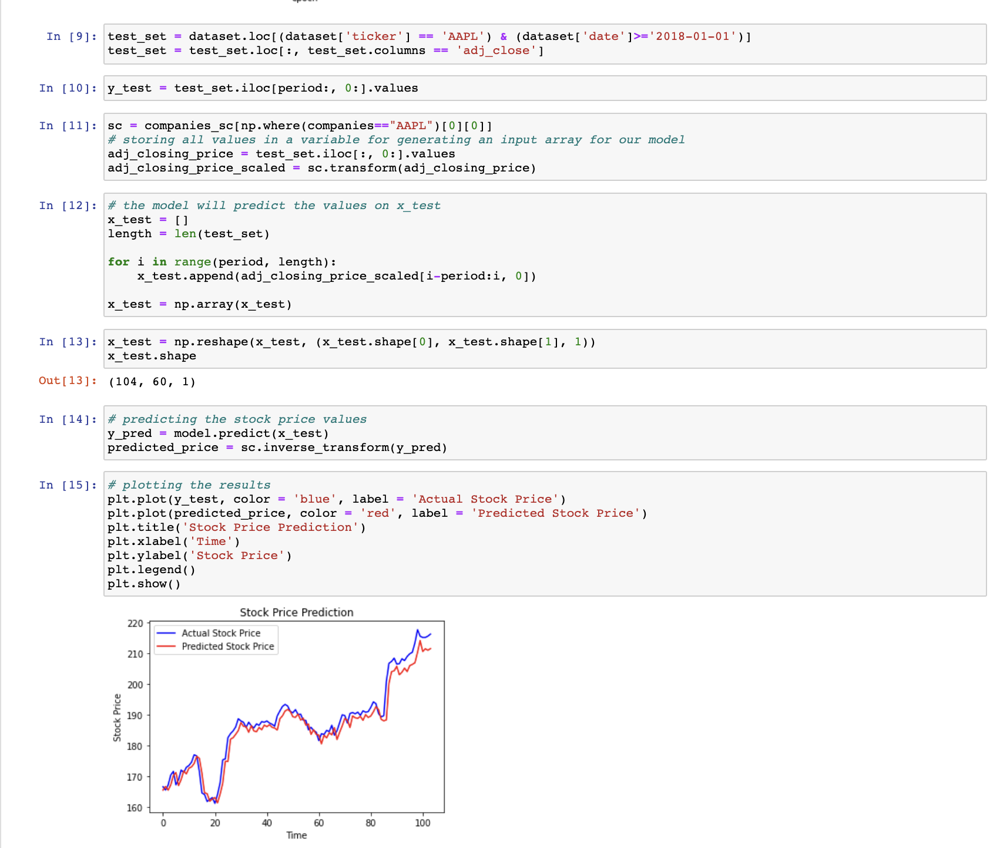 epoch
In [9]: test_set = dataset.loc[(dataset['ticker'] == 'AAPL') & (dataset['date']>='2018-01-01')]
test_set = test_set.loc[:, test_set.columns == 'adj_close']
In [10]: y_test = test_set.iloc[period:, 0:].values
In [11]: sc = companies_sc[np.where(companies=="AAPL")[0][0]]
# storing all values in a variable for generating an input array for our model
adj_closing_price = test_set.iloc[:, 0:].values
adj_closing_price_scaled = sc.transform(adj_closing_price)
In [12]: # the model will predict the values on x_test
x_test = []
length = len(test_set)
for i in range(period, length):
    x_test.append(adj_closing_price_scaled[i-period:i, 0])
x_test = np.array(x_test)
In [13]: x_test = np.reshape(x_test, (x_test.shape[0], x_test.shape[1], 1))
x_test.shape
Out[13]: (104, 60, 1)
In [14]: # predicting the stock price values
y_pred = model.predict(x_test)
predicted_price = sc.inverse_transform(y_pred)
In [15]: # plotting the results
plt.plot(y_test, color = 'blue', label = 'Actual Stock Price')
plt.plot(predicted_price, color = 'red', label = 'Predicted Stock Price')
plt.title('Stock Price Prediction')
plt.xlabel('Time')
plt.ylabel('Stock Price')
plt.legend()
plt.show()
Stock Price Prediction
220
Actual Stock Price
Predicted Stock Price
210
200
Stock Price
190
180
170
160
0 20 40 60 80 100
Time